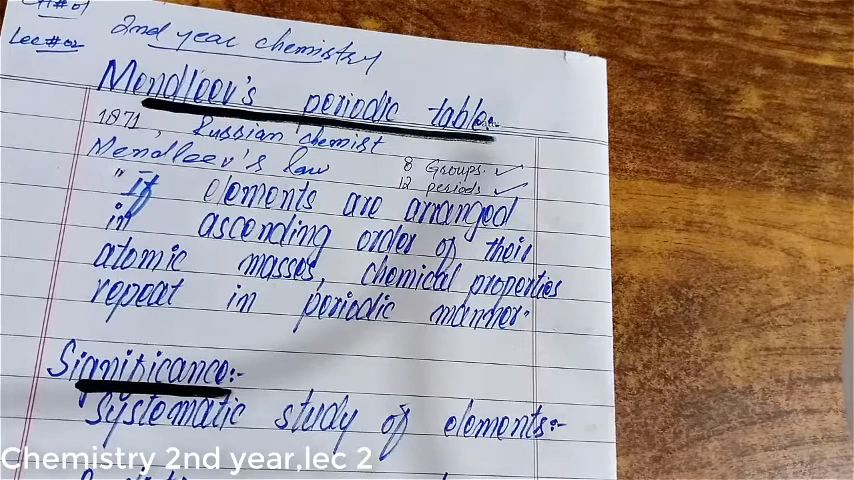 CH#01
Lec#02
2nd year chemistry
Mendleev's periodic table:
1871, Russian chemist
Mendleev's law
8 Groups.
12 periods
"If elements are arranged
in ascending order of their
atomic masses, chemical properties
repeat in periodic manner."
Significance:-
Systematic study of elements:-
Chemistry 2nd year,lec 2